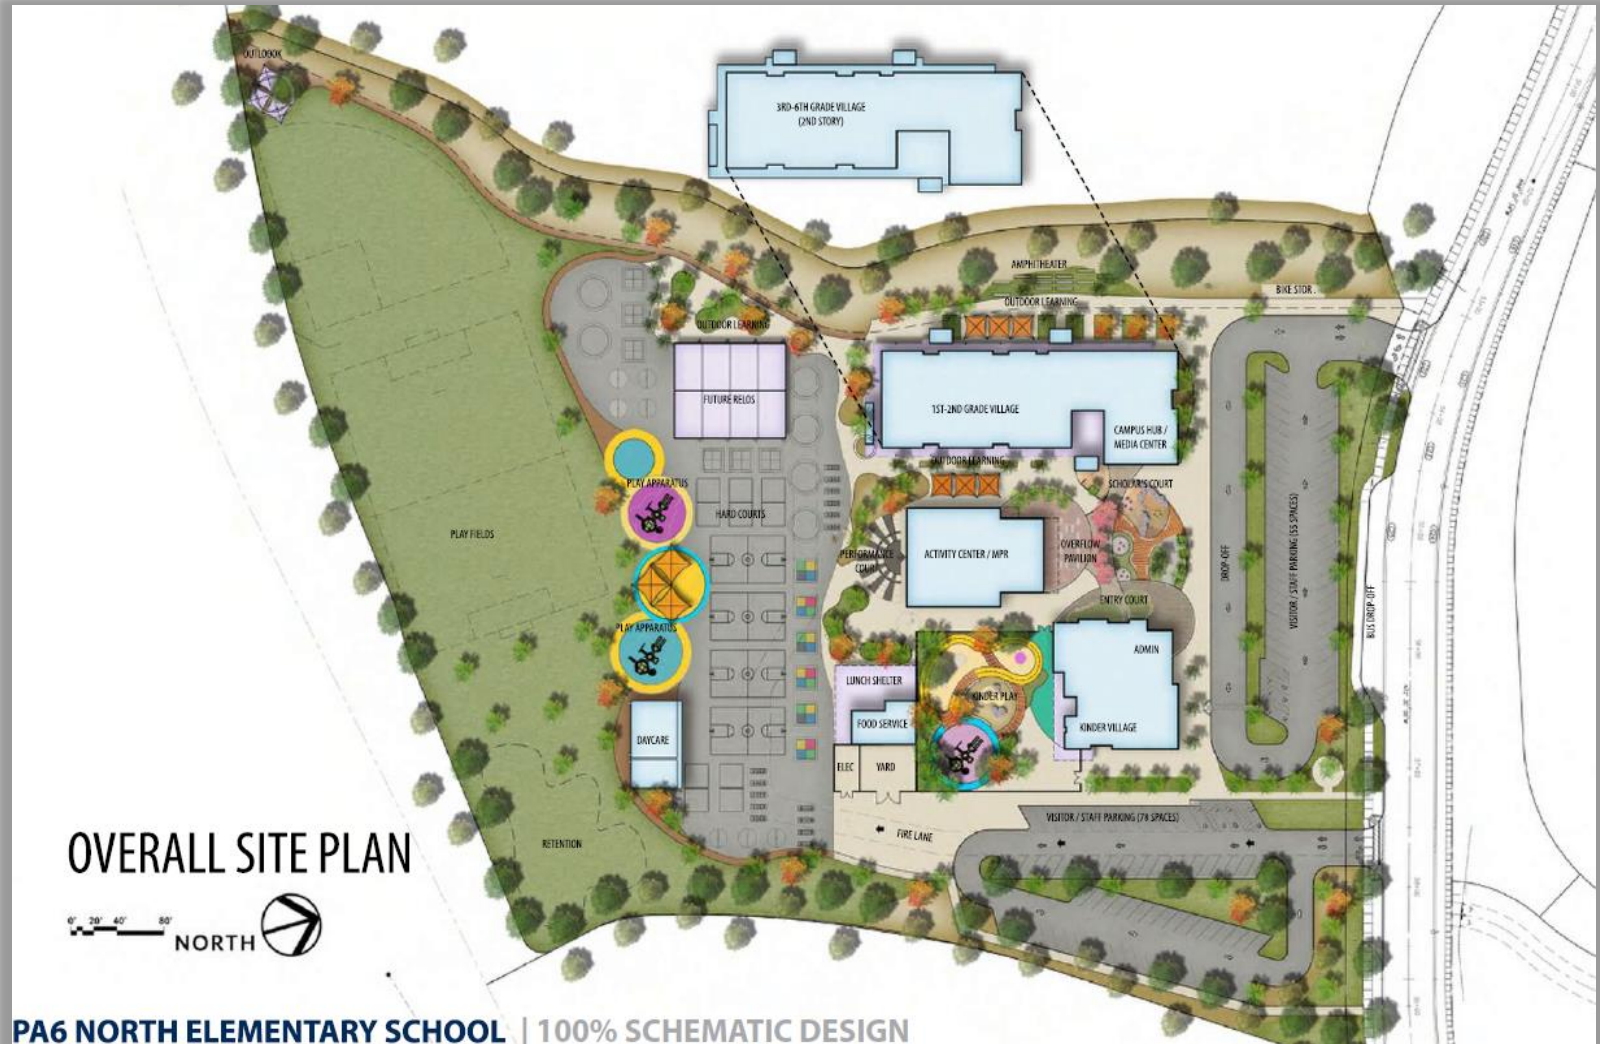 OUTLOOK
3RD-6TH GRADE VILLAGE
(2ND STORY)
AMPHITHEATER
BIKE STOR.
OUTDOOR LEARNING
OUTDOOR LEARNING
FUTURE RELOS
1ST-2ND GRADE VILLAGE
CAMPUS HUB /
MEDIA CENTER
OUTDOOR LEARNING
PLAY APPARATUS
SCHOLAR'S COURT
HARD COURTS
PLAY FIELDS
PERFORMANCE
COURT
ACTIVITY CENTER / MPR
OVERFLOW
PAVILION
DROP-OFF
VISITOR / STAFF PARKING (55 SPACES)
BUS DROP-OFF
ENTRY COURT
PLAY APPARATUS
ADMIN
LUNCH SHELTER
KINDER PLAY
FOOD SERVICE
KINDER VILLAGE
DAYCARE
ELEC
YARD
VISITOR / STAFF PARKING (78 SPACES)
FIRE LANE
RETENTION
OVERALL SITE PLAN
0' 20' 40' 80'
NORTH
PA6 NORTH ELEMENTARY SCHOOL | 100% SCHEMATIC DESIGN